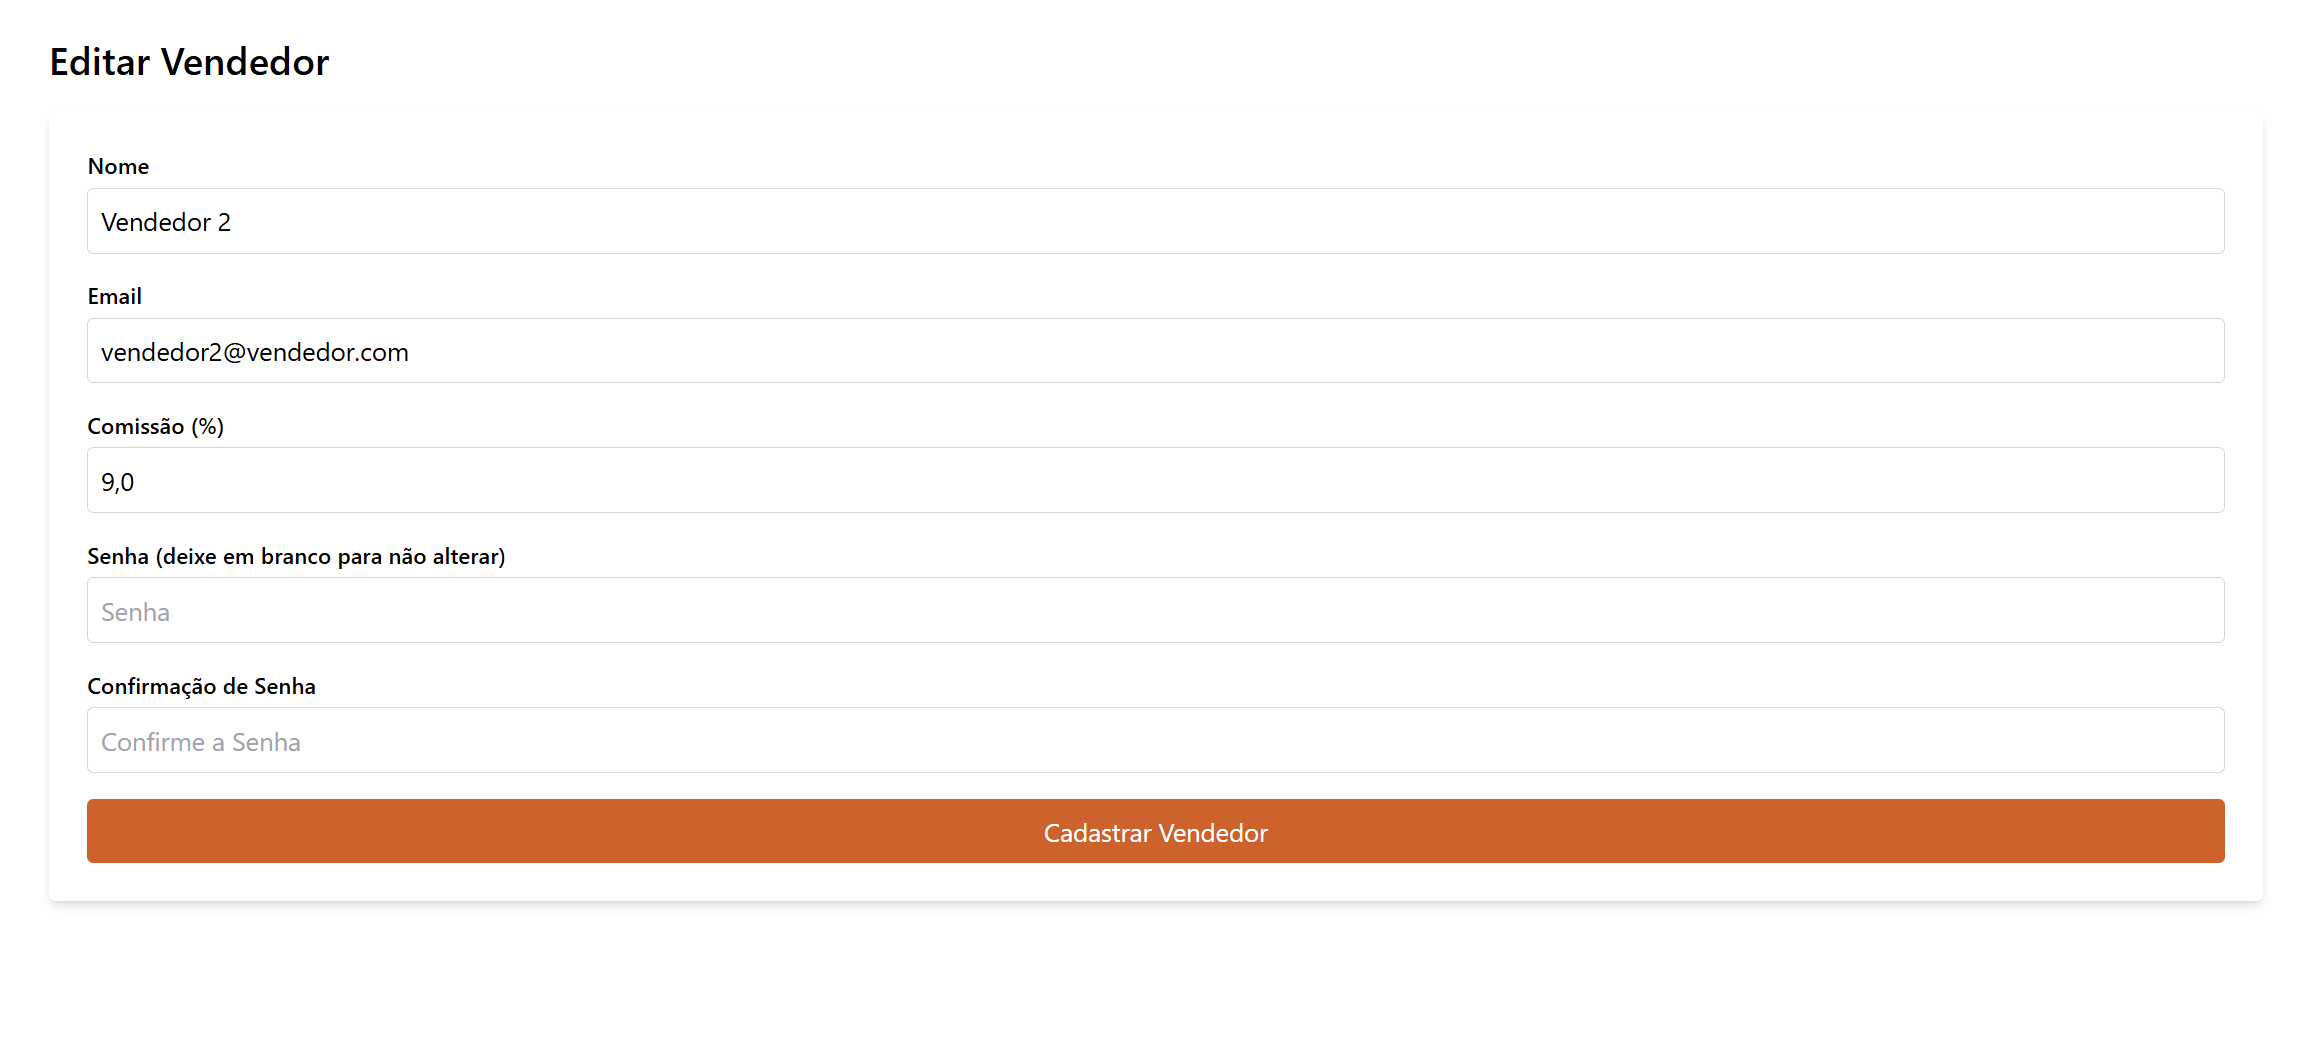 Editar Vendedor
Nome
Vendedor 2
Email
vendedor2@vendedor.com
Comissão (%)
9,0
Senha (deixe em branco para não alterar)
Senha
Confirmação de Senha
Confirme a Senha
Cadastrar Vendedor